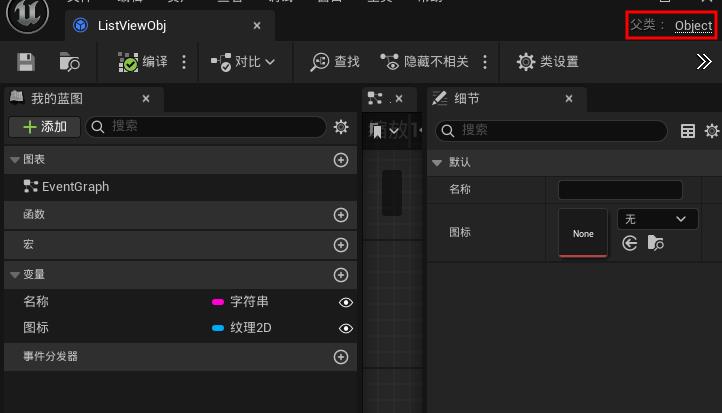 ListViewObj
父类： Object
编译 对比 查找 隐藏不相关 类设置
我的蓝图 细节
添加 搜索 搜索
缩放1
图表 默认
EventGraph 名称
函数
图标 None 无
宏
变量
名称 字符串
图标 纹理2D
事件分发器